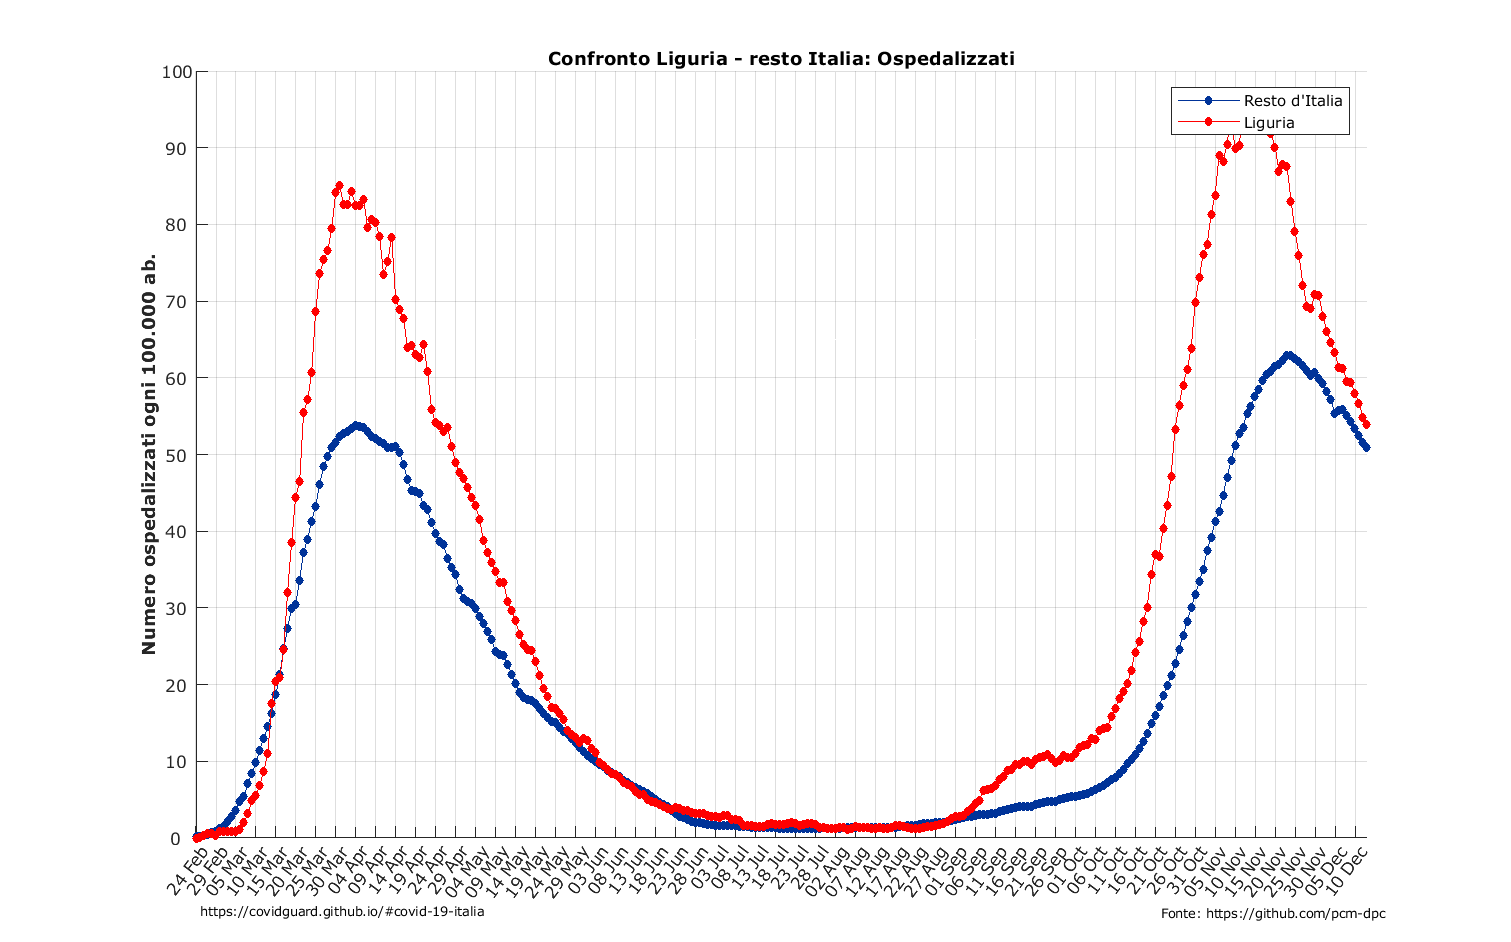 Confronto Liguria - resto Italia: Ospedalizzati
Resto d'Italia
Liguria
Numero ospedalizzati ogni 100.000 ab.
100
90
80
70
60
50
40
30
20
10
0
24 Feb
29 Feb
05 Mar
10 Mar
15 Mar
20 Mar
25 Mar
30 Mar
04 Apr
09 Apr
14 Apr
19 Apr
24 Apr
29 Apr
04 May
09 May
14 May
19 May
24 May
29 May
03 Jun
08 Jun
13 Jun
18 Jun
23 Jun
28 Jun
03 Jul
08 Jul
13 Jul
18 Jul
23 Jul
28 Jul
02 Aug
07 Aug
12 Aug
17 Aug
22 Aug
27 Aug
01 Sep
06 Sep
11 Sep
16 Sep
21 Sep
26 Sep
01 Oct
06 Oct
11 Oct
16 Oct
21 Oct
26 Oct
31 Oct
05 Nov
10 Nov
15 Nov
20 Nov
25 Nov
30 Nov
05 Dec
10 Dec
https://covidguard.github.io/#covid-19-italia
Fonte: https://github.com/pcm-dpc